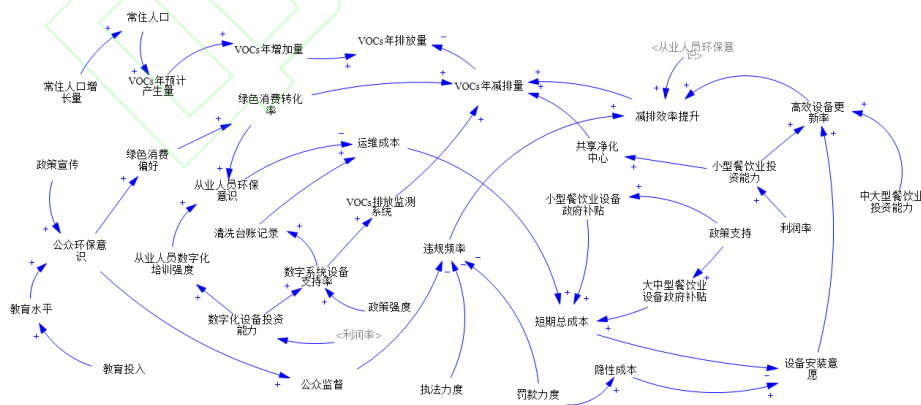 常住人口
VOCs年增加量
VOCs年排放量
<从业人员环保意
识>
常住人口增
长量
VOCs年预计
产生量
VOCs年减排量
绿色消费转化
率
减排效率提升
高效设备更
新率
政策宣传
绿色消费
偏好
运维成本
共享净化
中心
小型餐饮业投
资能力
从业人员环保
意识
中大型餐饮业
投资能力
VOCs排放监测
系统
小型餐饮业设备
政府补贴
清洗台账记录
利润率
政策支持
公众环保意
识
从业人员数字化
培训强度
违规频率
数字系统设备
支持率
大中型餐饮业
设备政府补贴
教育水平
数字化设备投资
能力
政策强度
<利润率>
短期总成本
教育投入
公众监督
执法力度
罚款力度
隐性成本
设备安装意
愿